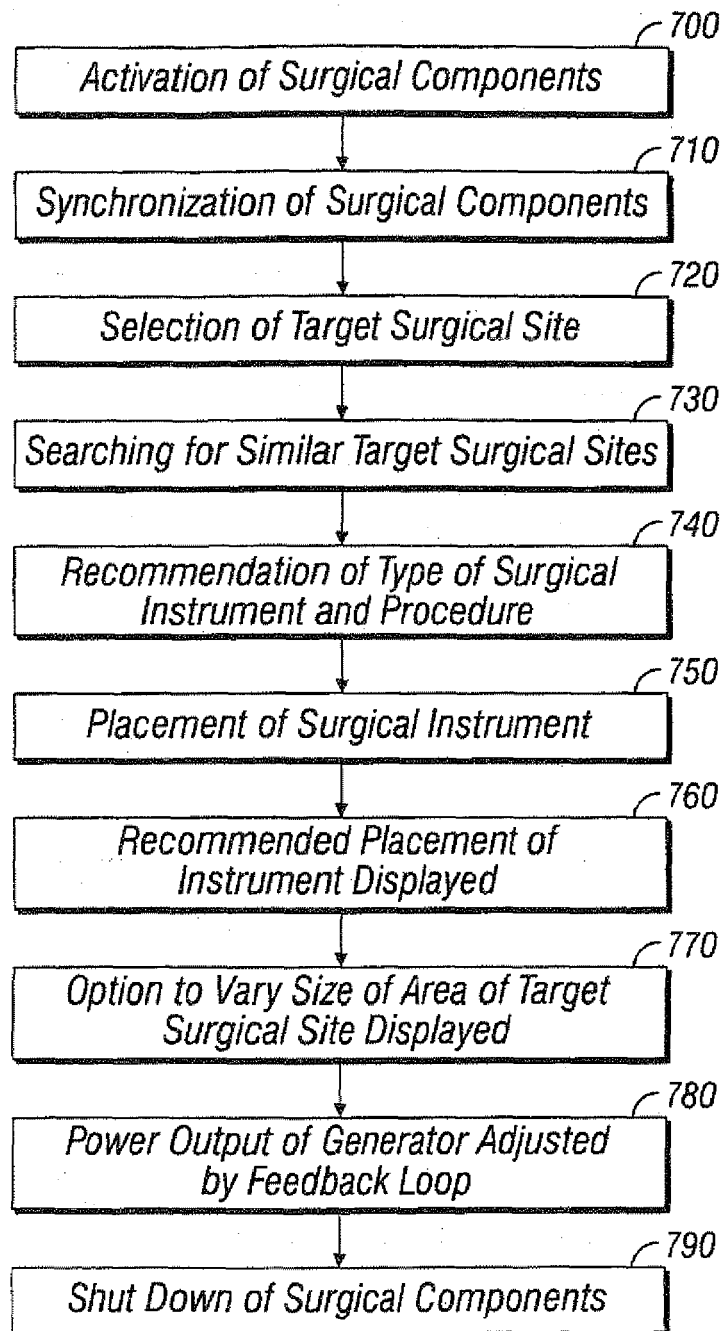 700
Activation of Surgical Components
710
Synchronization of Surgical Components
720
Selection of Target Surgical Site
730
Searching for Similar Target Surgical Sites
740
Recommendation of Type of Surgical
Instrument and Procedure
750
Placement of Surgical Instrument
760
Recommended Placement of
Instrument Displayed
770
Option to Vary Size of Area of Target
Surgical Site Displayed
780
Power Output of Generator Adjusted
by Feedback Loop
790
Shut Down of Surgical Components